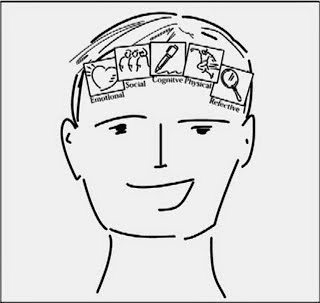 Emotional
Social
Cognitve
Physical
Refective